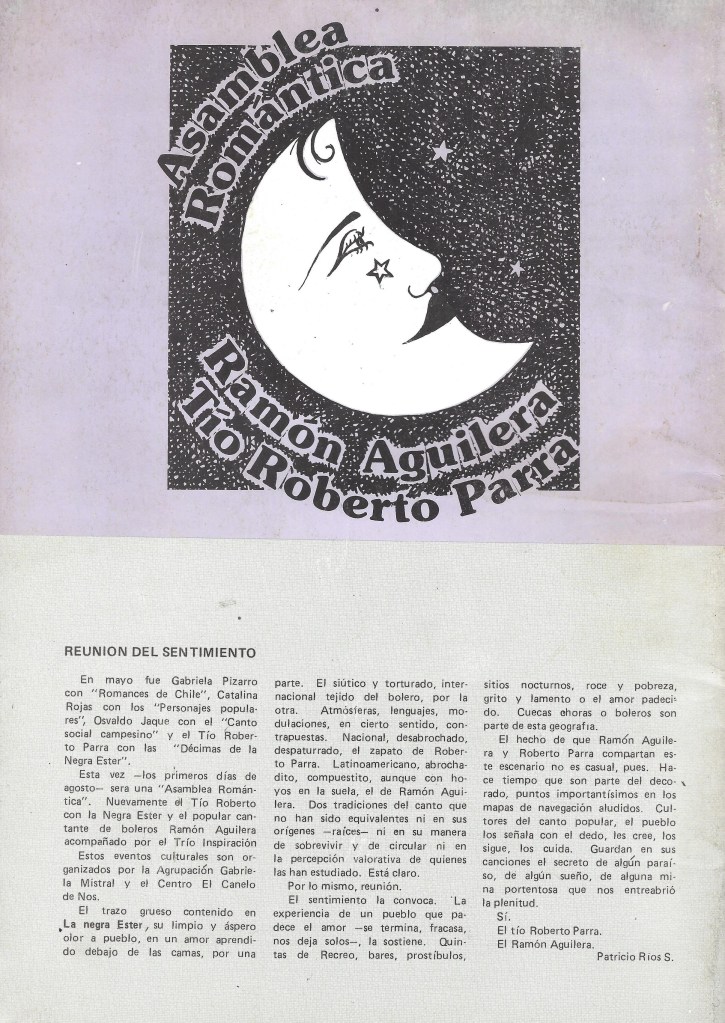 Asamblea
Romántica
Ramón Aguilera
Tío Roberto Parra
REUNION DEL SENTIMIENTO
En mayo fue Gabriela Pizarro
con "Romances de Chile", Catalina
Rojas con los "Personajes popula-
res", Osvaldo Jaque con el "Canto
social campesino" y el Tío Rober-
to Parra con las "Décimas de la
Negra Ester".
Esta vez —los primeros días de
agosto— sera una "Asamblea Román-
tica". Nuevamente el Tío Roberto
con la Negra Ester y el popular can-
tante de boleros Ramón Aguilera
acompañado por el Trío Inspiración
Estos eventos culturales son or-
ganizados por la Agrupación Gabrie-
la Mistral y el Centro El Canelo
de Nos.
El trazo grueso contenido en
La negra Ester, su limpio y áspero
olor a pueblo, en un amor aprendi-
do debajo de las camas, por una
parte. El siútico y torturado, inter-
nacional tejido del bolero, por la
otra. Atmósferas, lenguajes, mo-
dulaciones, en cierto sentido, con-
trapuestas. Nacional, desabrochado,
despaturrado, el zapato de Rober-
to Parra. Latinoamericano, abrocha-
dito, compuestito, aunque con ho-
yos en la suela, el de Ramón Agui-
lera. Dos tradiciones del canto que
no han sido equivalentes ni en sus
orígenes —raíces— ni en su manera
de sobrevivir y de circular ni en
la percepción valorativa de quienes
las han estudiado. Está claro.
Por lo mismo, reunión.
El sentimiento la convoca. La
experiencia de un pueblo que pa-
dece el amor —se termina, fracasa,
nos deja solos—, la sostiene. Quin-
tas de Recreo, bares, prostíbulos,
sitios nocturnos, roce y pobreza,
grito y lamento o el amor padeci-
do. Cuecas ahoras o boleros son
parte de esta geografía.
El hecho de que Ramón Aguile-
ra y Roberto Parra compartan es-
te escenario no es casual, pues. Ha-
ce tiempo que son parte del deco-
rado, puntos importantísimos en los
mapas de navegación aludidos. Cul-
tores del canto popular, el pueblo
los señala con el dedo, les cree, los
sigue, los cuida. Guardan en sus
canciones el secreto de algún paraí-
so, de algún sueño, de alguna mi-
na portentosa que nos entreabrió
la plenitud.
Sí.
El tío Roberto Parra.
El Ramón Aguilera.
Patricio Ríos S.